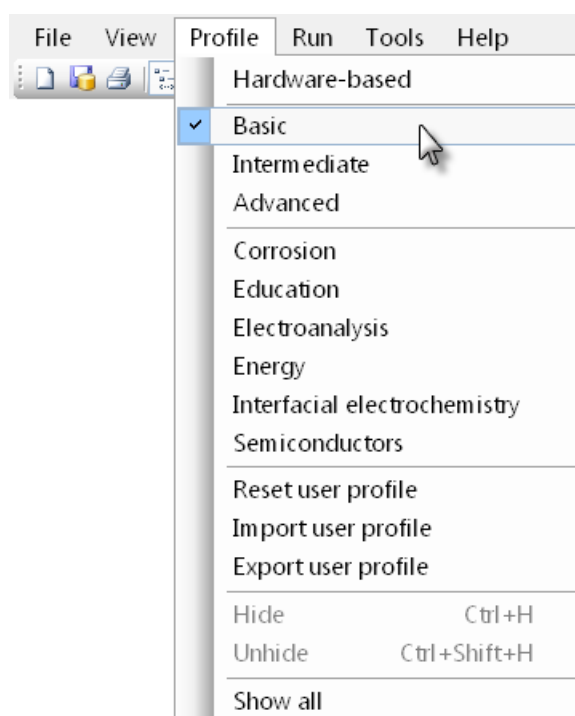 File View Profile Run Tools Help
Hardware-based
Basic
Intermediate
Advanced
Corrosion
Education
Electroanalysis
Energy
Interfacial electrochemistry
Semiconductors
Reset user profile
Import user profile
Export user profile
Hide Ctrl+H
Unhide Ctrl+Shift+H
Show all